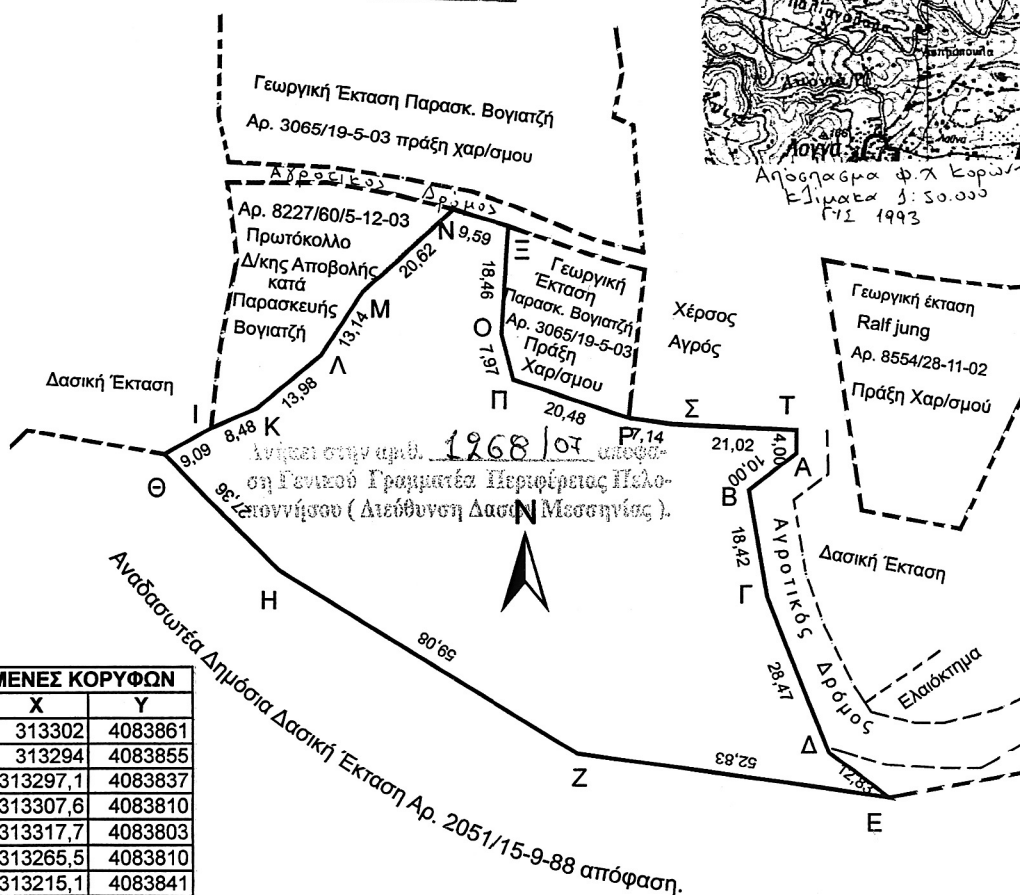 Γεωργική Έκταση Παρασκ. Βογιατζή
Αρ. 3065/19-5-03 πράξη χαρ/σμου
Λογγά
Απόσπασμα φ.χ Κορων
Κλίμακα 1:50.000
ΓΥΣ 1993
Αγροτικός Δρόμος
Αρ. 8227/60/5-12-03
Πρωτόκολλο
Δ/κης Αποβολής
κατά
Παρασκευής
Βογιατζή
Ν
9,59
Ξ
20,62
18,46
Γεωργική
Έκταση
Παρασκ. Βογιατζή
Αρ. 3065/19-5-03
Πράξη
Χαρ/σμου
Χέρσος
Αγρός
Γεωργική έκταση
Ralf jung
Αρ. 8554/28-11-02
Πράξη Χαρ/σμού
Μ
Ο
13,14
7,97
Λ
Δασική Έκταση
13,98
Π
20,48
Ι
Κ
8,48
Ρ
7,14
Σ
21,02
Τ
4,00
9,09
Θ
Α
10,00
Β
27,36
Ανήκει στην αριθ. 1268/07 αποφα-
ση Γενικού Γραμματέα Περιφέρειας Πελο-
ποννήσου ( Διεύθυνση Δασών Μεσσηνίας ).
N
18,42
Δασική Έκταση
Η
Γ
Αγροτικός Δρόμος
59,08
28,47
Ελαιόκτημα
Δ
12,83
52,83
Ζ
Ε
Αναδασωτέα Δημόσια Δασική Έκταση Αρ. 2051/15-9-88 απόφαση.
ΜΕΝΕΣ ΚΟΡΥΦΩΝ
X Y
313302 4083861
313294 4083855
313297,1 4083837
313307,6 4083810
313317,7 4083803
313265,5 4083810
313215,1 4083841